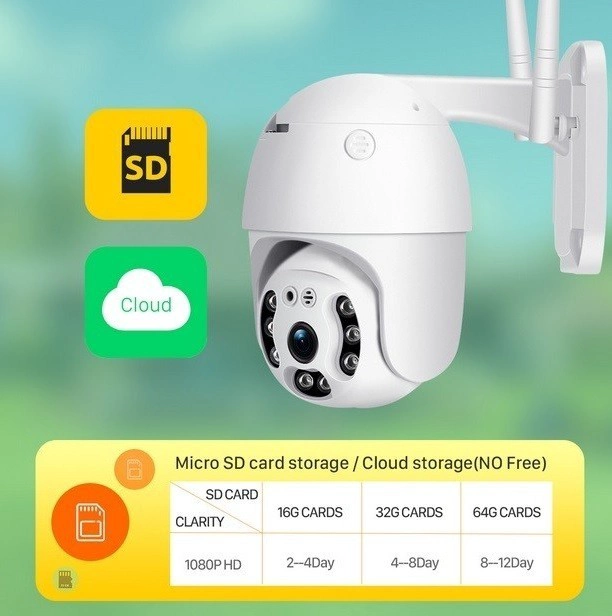 SD
Cloud
Micro SD card storage / Cloud storage(NO Free)
SD CARD
CLARITY
16G CARDS
32G CARDS
64G CARDS
1080P HD
2--4Day
4--8Day
8--12Day